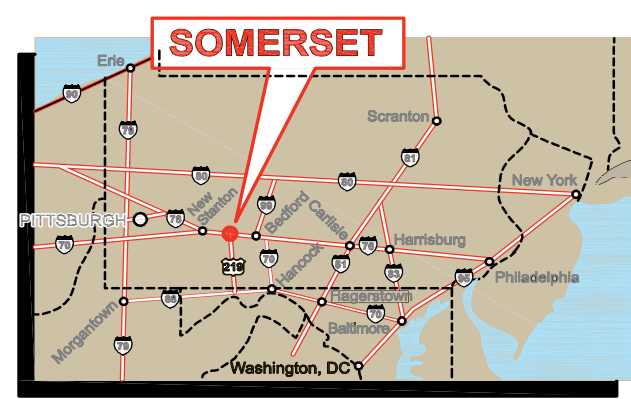 SOMERSET
Erie
90
79
Scranton
81
80
80
New York
New
Stanton
99
Bedford
Carlisle
PITTSBURGH
76
70
219
70
Hancock
81
76
Harrisburg
83
95
Philadelphia
Morgantown
68
Hagerstown
70
Baltimore
79
Washington, DC